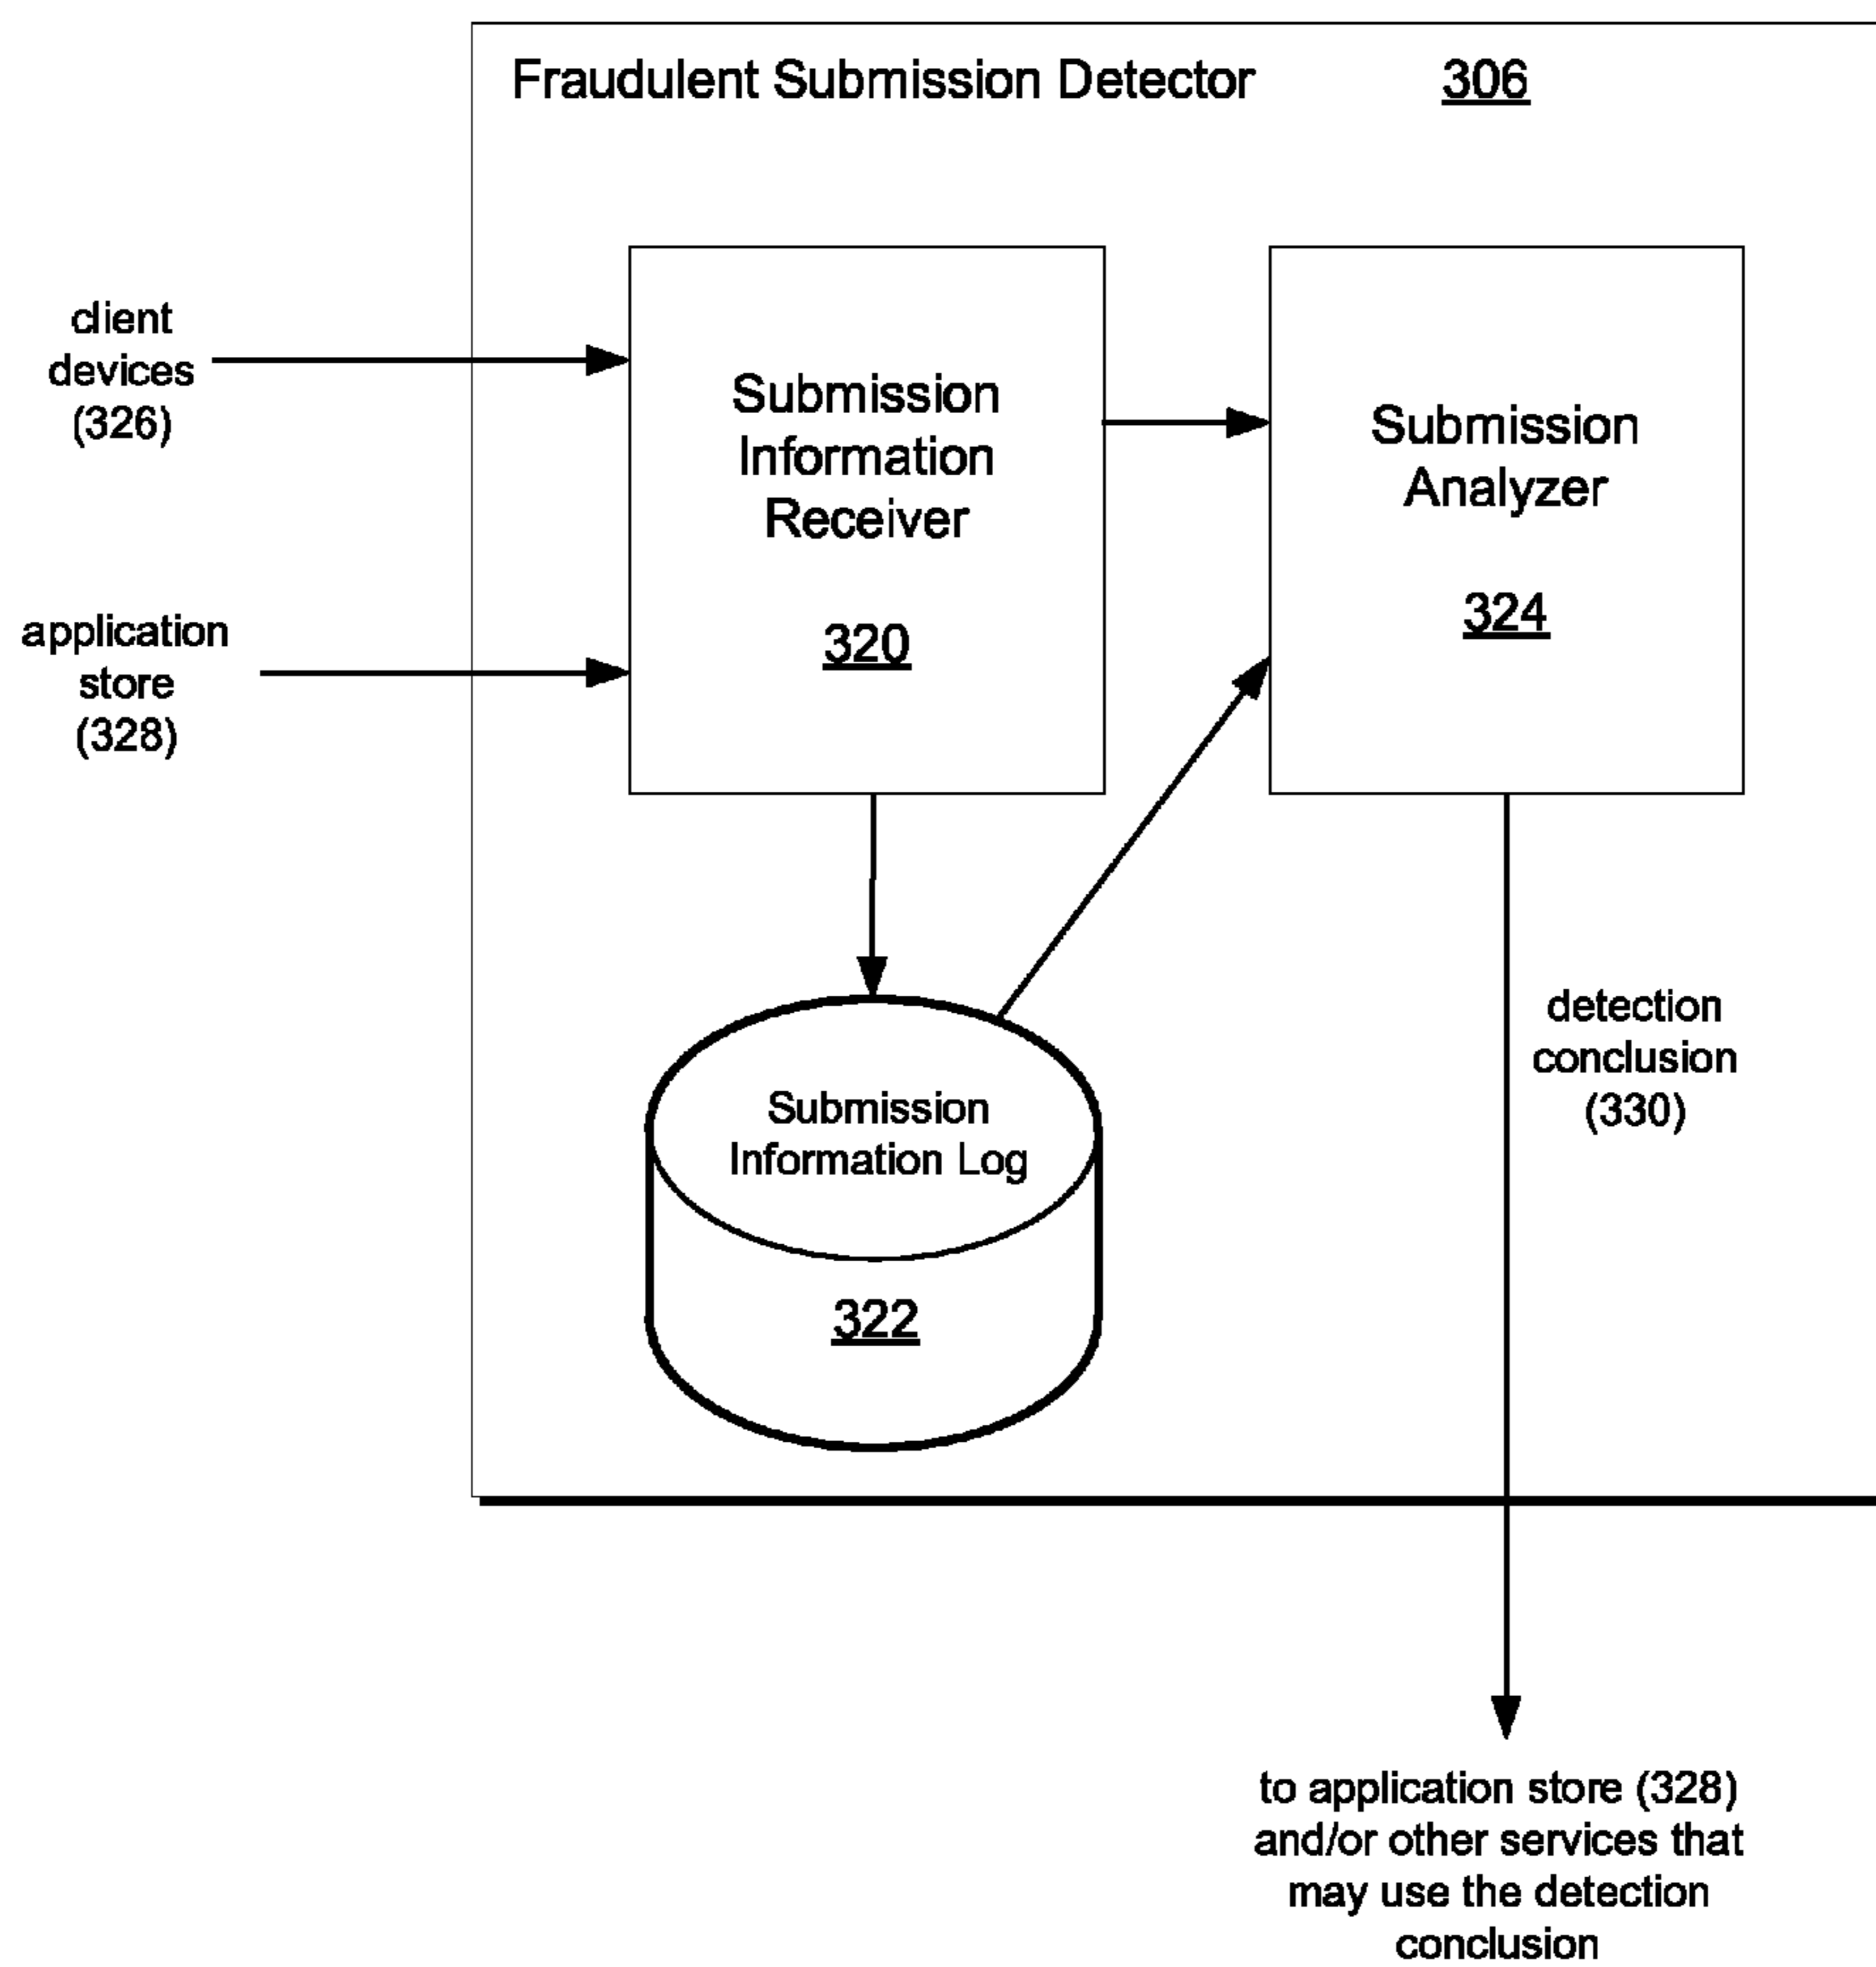 Fraudulent Submission Detector 306
client
devices
(326)
application
store
(328)
Submission
Information
Receiver
320
Submission
Analyzer
324
Submission
Information Log
322
detection
conclusion
(330)
to application store (328)
and/or other services that
may use the detection
conclusion